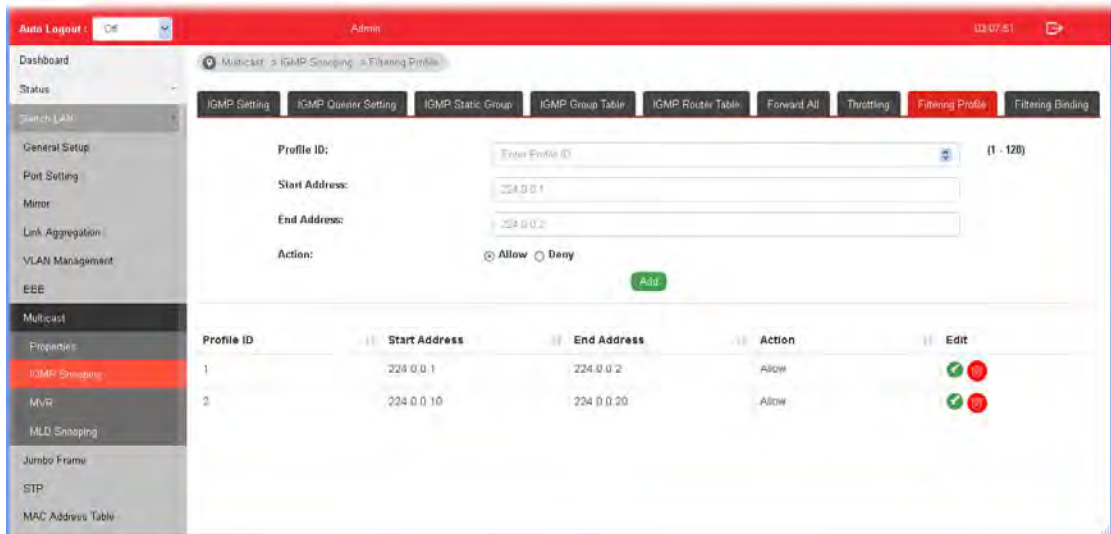 Auto Logout : Off Admin 03:07:51
Dashboard
Status
Switch LAN
General Setup
Port Setting
Mirror
Link Aggregation
VLAN Management
EEE
Multicast
Properties
IGMP Snooping
MVR
MLD Snooping
Jumbo Frame
STP
MAC Address Table
Multicast > IGMP Snooping > Filtering Profile
IGMP Setting IGMP Querier Setting IGMP Static Group IGMP Group Table IGMP Router Table Forward All Throttling Filtering Profile Filtering Binding
Profile ID: Enter Profile ID (1 - 128)
Start Address: 224.0.0.1
End Address: 224.0.0.2
Action: Allow Deny
Add
Profile ID Start Address End Address Action Edit
1 224.0.0.1 224.0.0.2 Allow
2 224.0.0.10 224.0.0.20 Allow